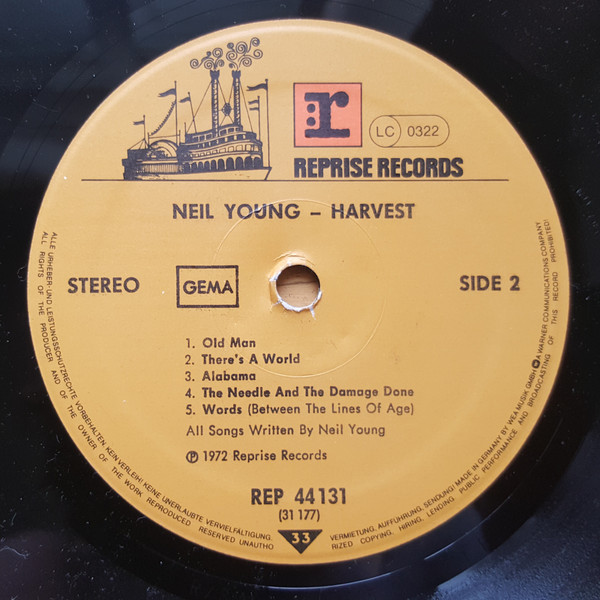 r
LC 0322
REPRISE RECORDS
NEIL YOUNG – HARVEST
STEREO
GEMA
SIDE 2
1. Old Man
2. There's A World
3. Alabama
4. The Needle And The Damage Done
5. Words (Between The Lines Of Age)
All Songs Written By Neil Young
℗ 1972 Reprise Records
REP 44131
(31 177)
33
ALLE URHEBER- UND LEISTUNGSSCHUTZRECHTE VORBEHALTEN KEIN VERLEIH! KEINE UNERLAUBTE VERVIELFÄLTIGUNG, VERMIETUNG, AUFFÜHRUNG, SENDUNG! MADE IN GERMANY BY WEA MUSIK GMBH A WARNER COMMUNICATIONS COMPANY
ALL RIGHTS OF THE PRODUCER AND OF THE OWNER OF THE WORK REPRODUCED RESERVED UNAUTHORIZED COPYING, HIRING, LENDING PUBLIC PERFORMANCE AND BROADCASTING OF THIS RECORD PROHIBITED!